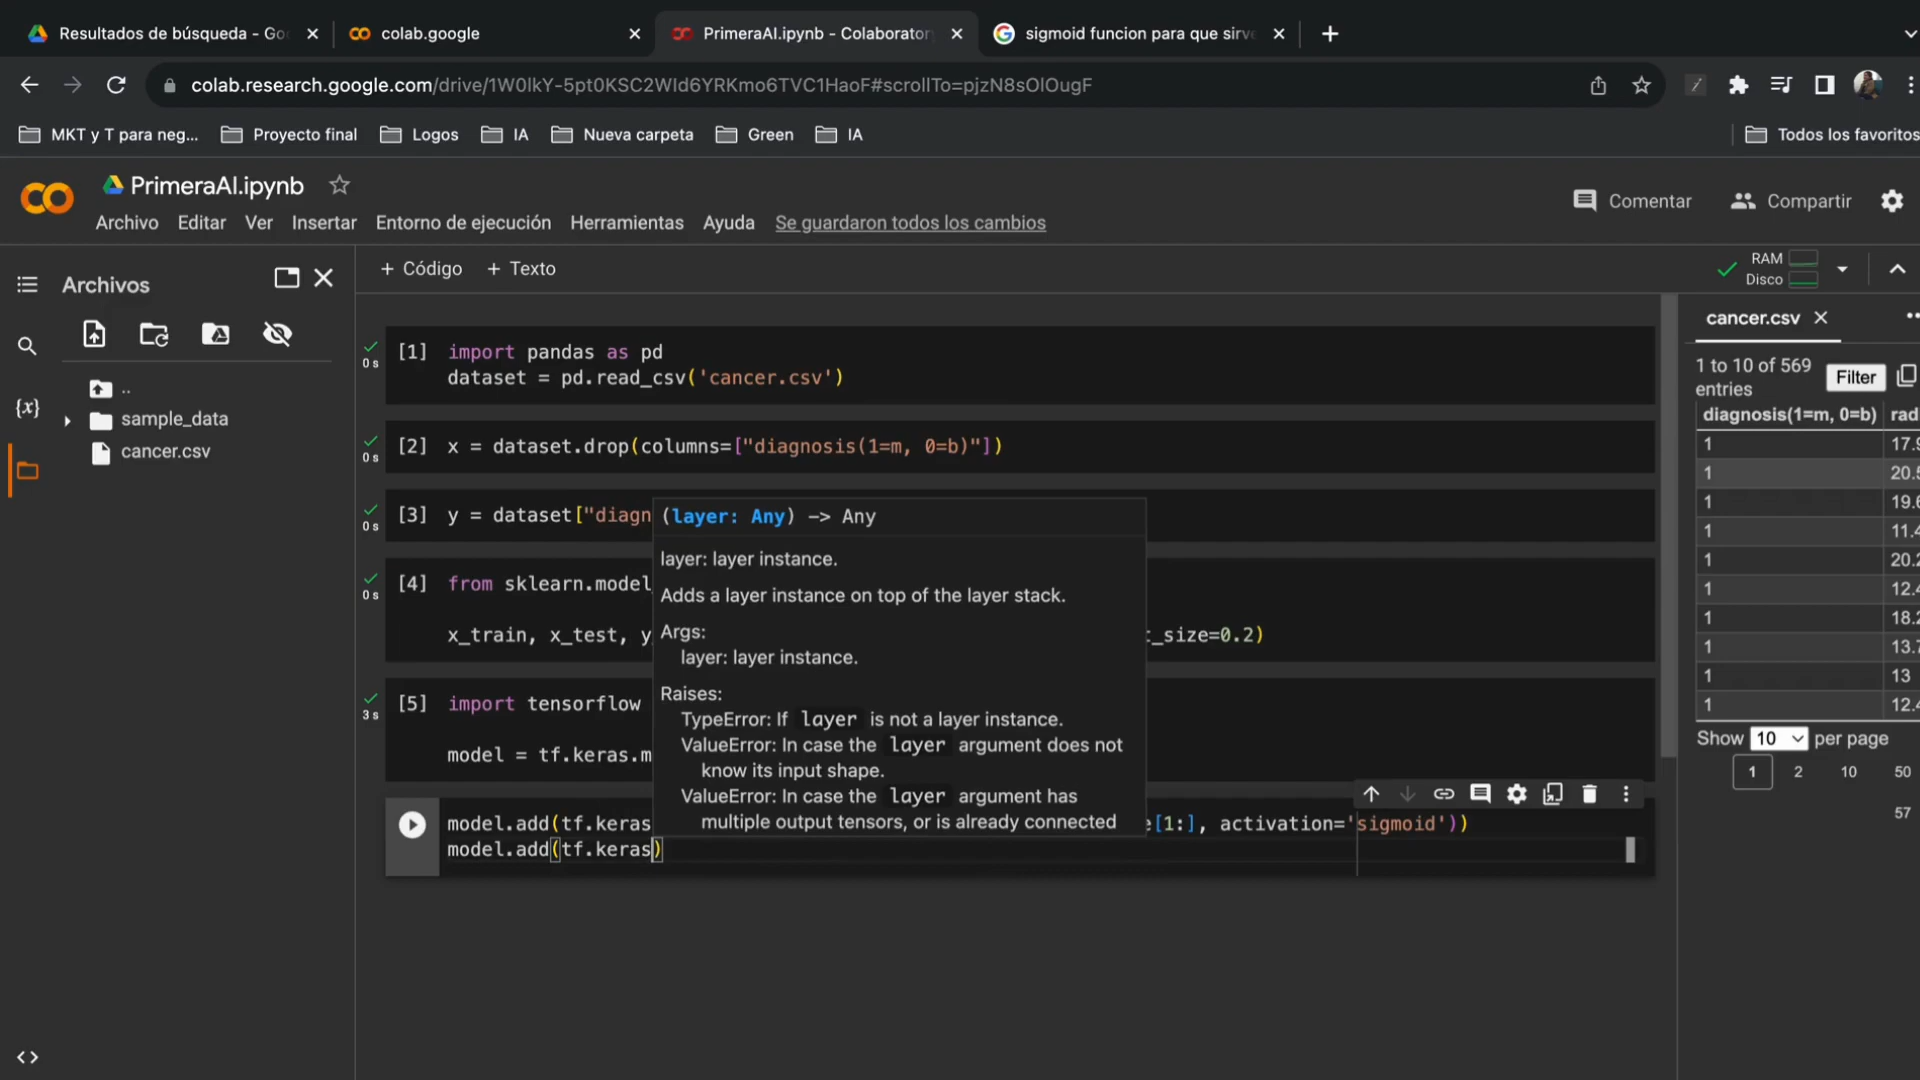 Resultados de búsqueda - Go
colab.google
PrimeraAI.ipynb - Colaborator
sigmoid funcion para que sirve
colab.research.google.com/drive/1W0lkY-5pt0KSC2Wld6YRKmo6TVC1HaoF#scrollTo=pjzN8sOlOugF
MKT y T para neg...
Proyecto final
Logos
IA
Nueva carpeta
Green
IA
Todos los favoritos
PrimeraAI.ipynb
Archivo
Editar
Ver
Insertar
Entorno de ejecución
Herramientas
Ayuda
Se guardaron todos los cambios
Comentar
Compartir
Archivos
+ Código
+ Texto
RAM
Disco
..
sample_data
cancer.csv
{x}
<>
[1] import pandas as pd
0 s
dataset = pd.read_csv('cancer.csv')
[2] x = dataset.drop(columns=["diagnosis(1=m, 0=b)"])
0 s
[3] y = dataset["diagn
0 s
[4] from sklearn.model_
0 s
x_train, x_test, y_
t_size=0.2)
[5] import tensorflow
3 s
model = tf.keras.m
(layer: Any) -> Any
layer: layer instance.
Adds a layer instance on top of the layer stack.
Args:
layer: layer instance.
Raises:
TypeError: If layer is not a layer instance.
ValueError: In case the layer argument does not
know its input shape.
ValueError: In case the layer argument has
multiple output tensors, or is already connected
model.add(tf.keras
e[1:], activation='sigmoid'))
model.add(tf.keras)
cancer.csv
1 to 10 of 569
entries
Filter
diagnosis(1=m, 0=b) rad
1 17.9
1 20.5
1 19.6
1 11.4
1 20.2
1 12.4
1 18.2
1 13.7
1 13
1 12.4
Show 10 per page
1 2 10 50
57